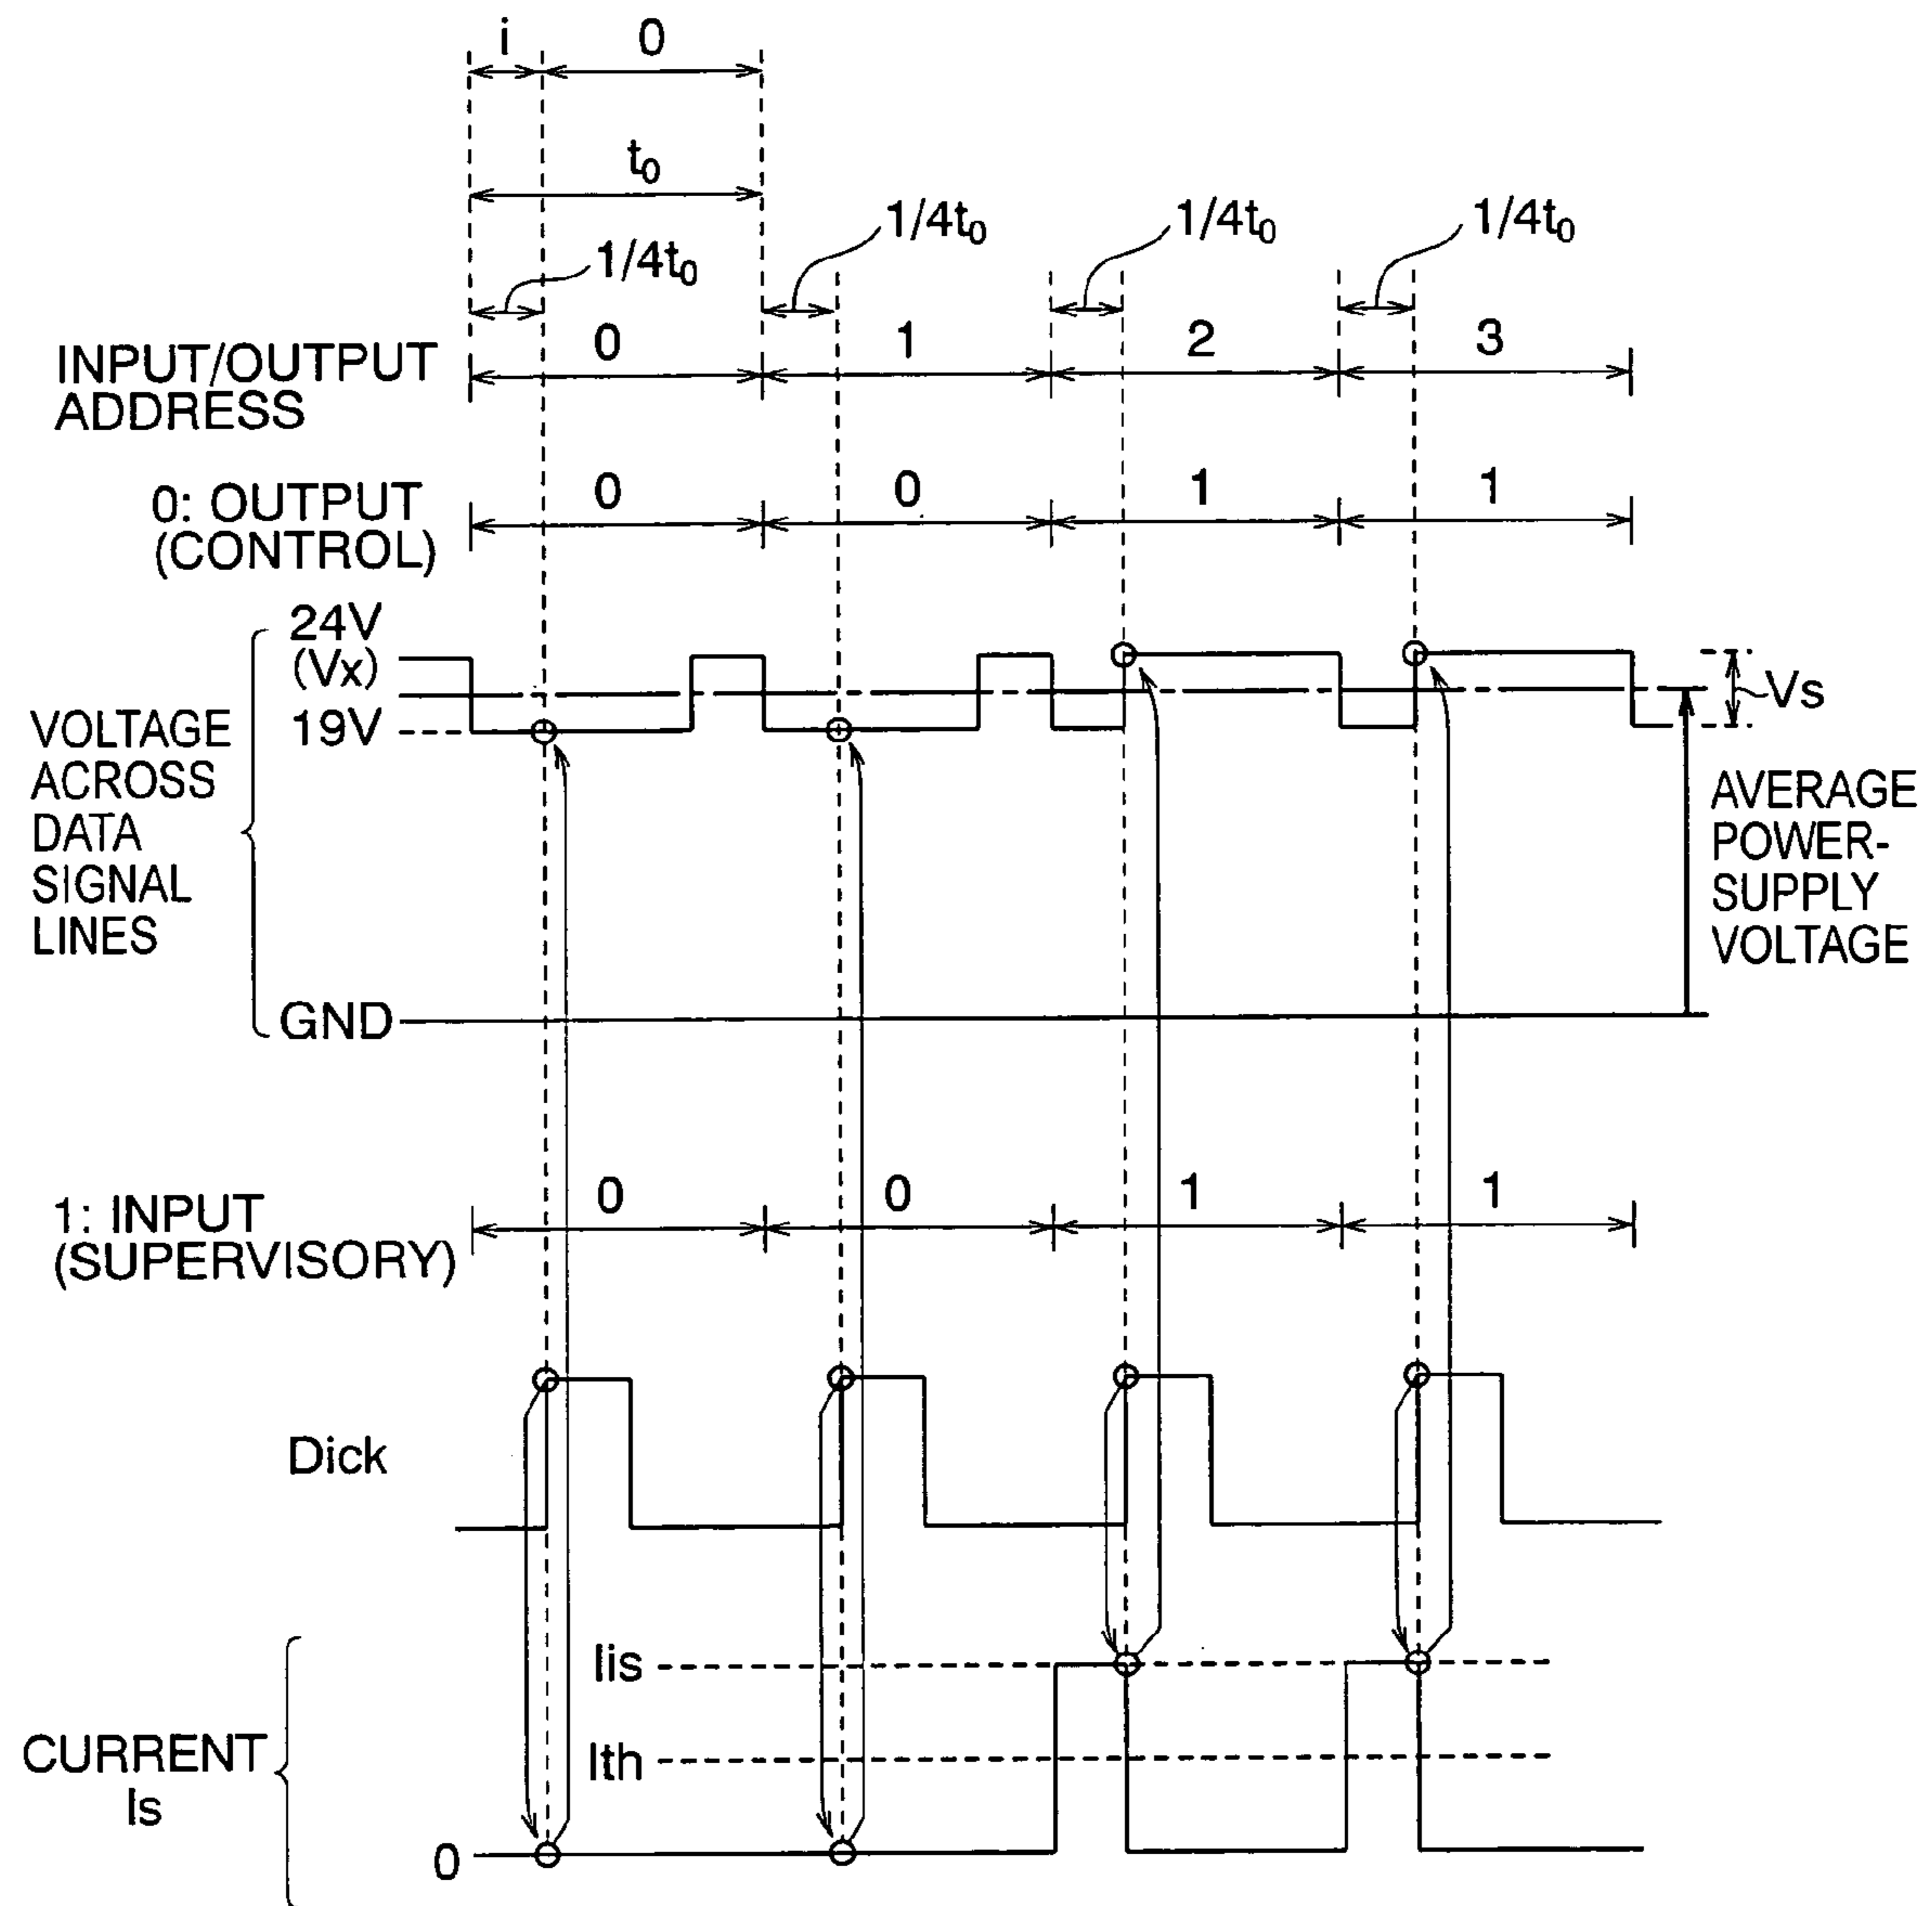 i 0
t₀
1/4t₀ 1/4t₀ 1/4t₀ 1/4t₀
INPUT/OUTPUT
ADDRESS
0 1 2 3
0: OUTPUT
(CONTROL)
0 0 1 1
24V
(Vx)
19V
GND
VOLTAGE
ACROSS
DATA
SIGNAL
LINES
Vs
AVERAGE
POWER-
SUPPLY
VOLTAGE
1: INPUT
(SUPERVISORY)
0 0 1 1
Dick
CURRENT
Is
Iis
Ith
0